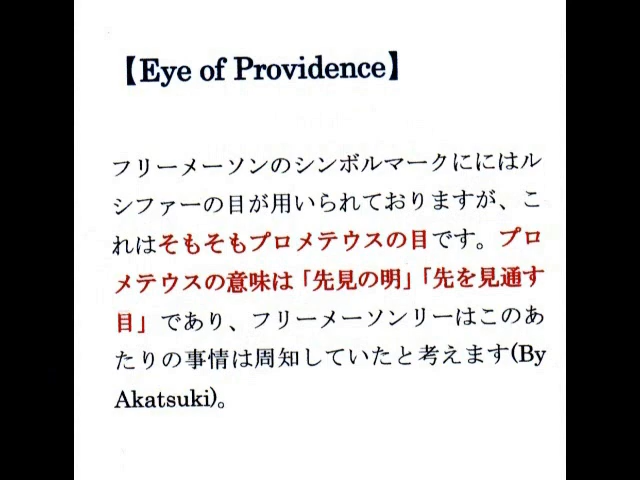 【Eye of Providence】
フリーメーソンのシンボルマークににはル
シファーの目が用いられておりますが、こ
れはそもそもプロメテウスの目です。プロ
メテウスの意味は「先見の明」「先を見通す
目」であり、フリーメーソンリーはこのあ
たりの事情は周知していたと考えます(By
Akatsuki)。